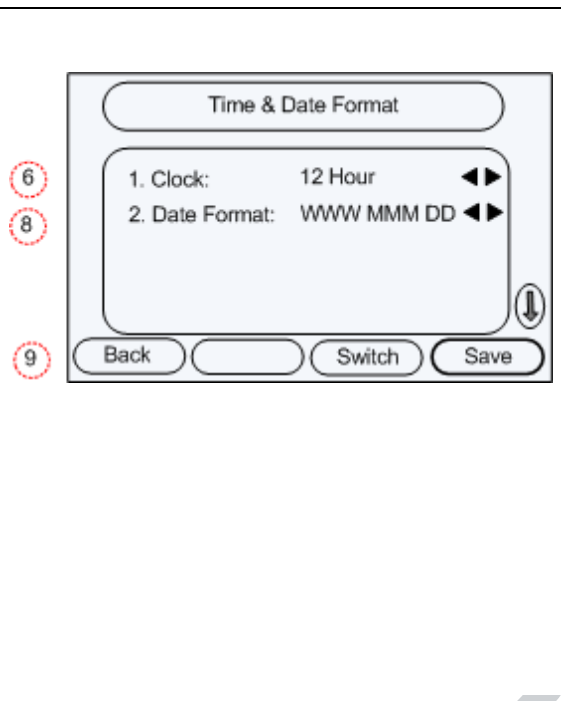 Time & Date Format
6 1. Clock: 12 Hour
8 2. Date Format: WWW MMM DD
9 Back Switch Save